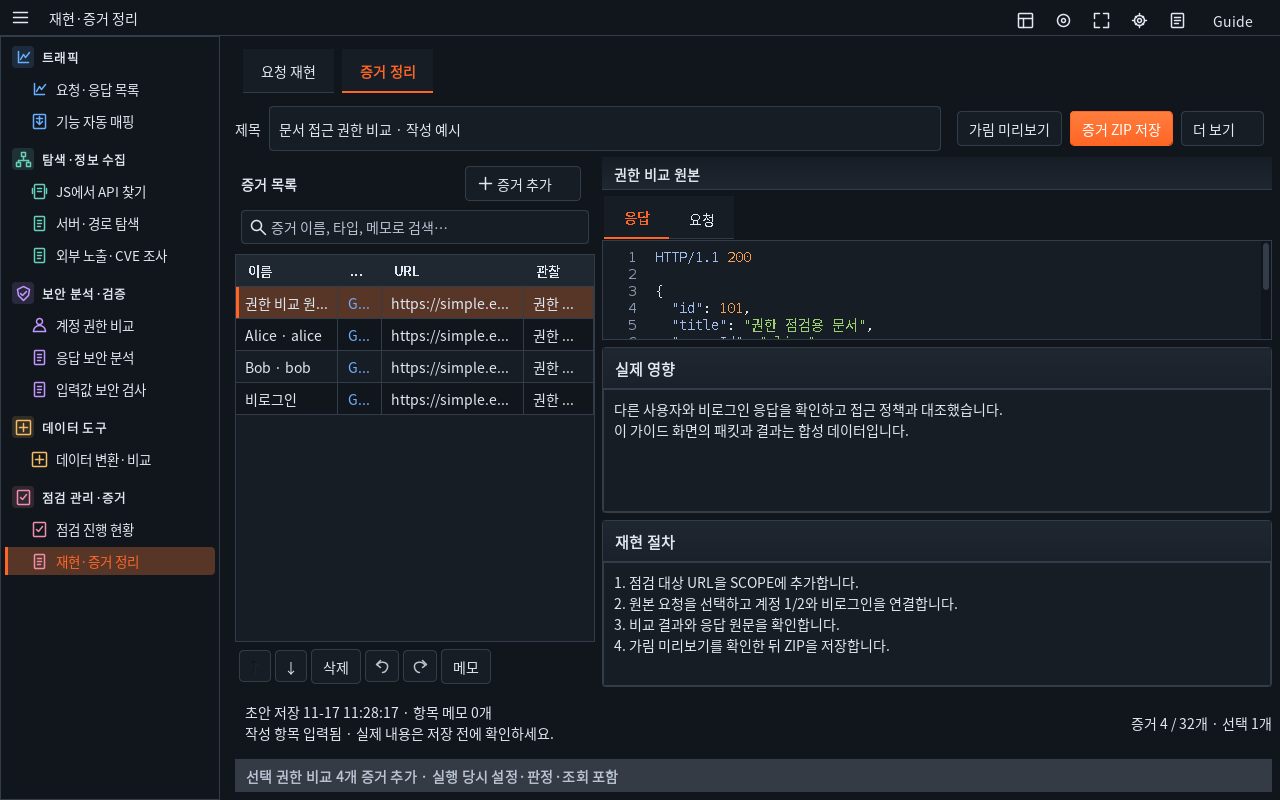 재현·증거 정리
Guide
트래픽
요청·응답 목록
기능 자동 매핑
탐색·정보 수집
JS에서 API 찾기
서버·경로 탐색
외부 노출·CVE 조사
보안 분석·검증
계정 권한 비교
응답 보안 분석
입력값 보안 검사
데이터 도구
데이터 변환·비교
점검 관리·증거
점검 진행 현황
재현·증거 정리
요청 재현
증거 정리
제목
문서 접근 권한 비교 · 작성 예시
가림 미리보기
증거 ZIP 저장
더 보기
증거 목록
증거 추가
증거 이름, 타입, 메모로 검색…
이름 ... URL 관찰
권한 비교 원... G... https://simple.e... 권한 ...
Alice · alice G... https://simple.e... 권한 ...
Bob · bob G... https://simple.e... 권한 ...
비로그인 G... https://simple.e... 권한 ...
↓
삭제
메모
권한 비교 원본
응답
요청
1 HTTP/1.1 200
2
3 {
4 "id": 101,
5 "title": "권한 점검용 문서",
실제 영향
다른 사용자와 비로그인 응답을 확인하고 접근 정책과 대조했습니다.
이 가이드 화면의 패킷과 결과는 합성 데이터입니다.
재현 절차
1. 점검 대상 URL을 SCOPE에 추가합니다.
2. 원본 요청을 선택하고 계정 1/2와 비로그인을 연결합니다.
3. 비교 결과와 응답 원문을 확인합니다.
4. 가림 미리보기를 확인한 뒤 ZIP을 저장합니다.
초안 저장 11-17 11:28:17 · 항목 메모 0개
작성 항목 입력됨 · 실제 내용은 저장 전에 확인하세요.
증거 4 / 32개 · 선택 1개
선택 권한 비교 4개 증거 추가 · 실행 당시 설정·판정·조회 포함